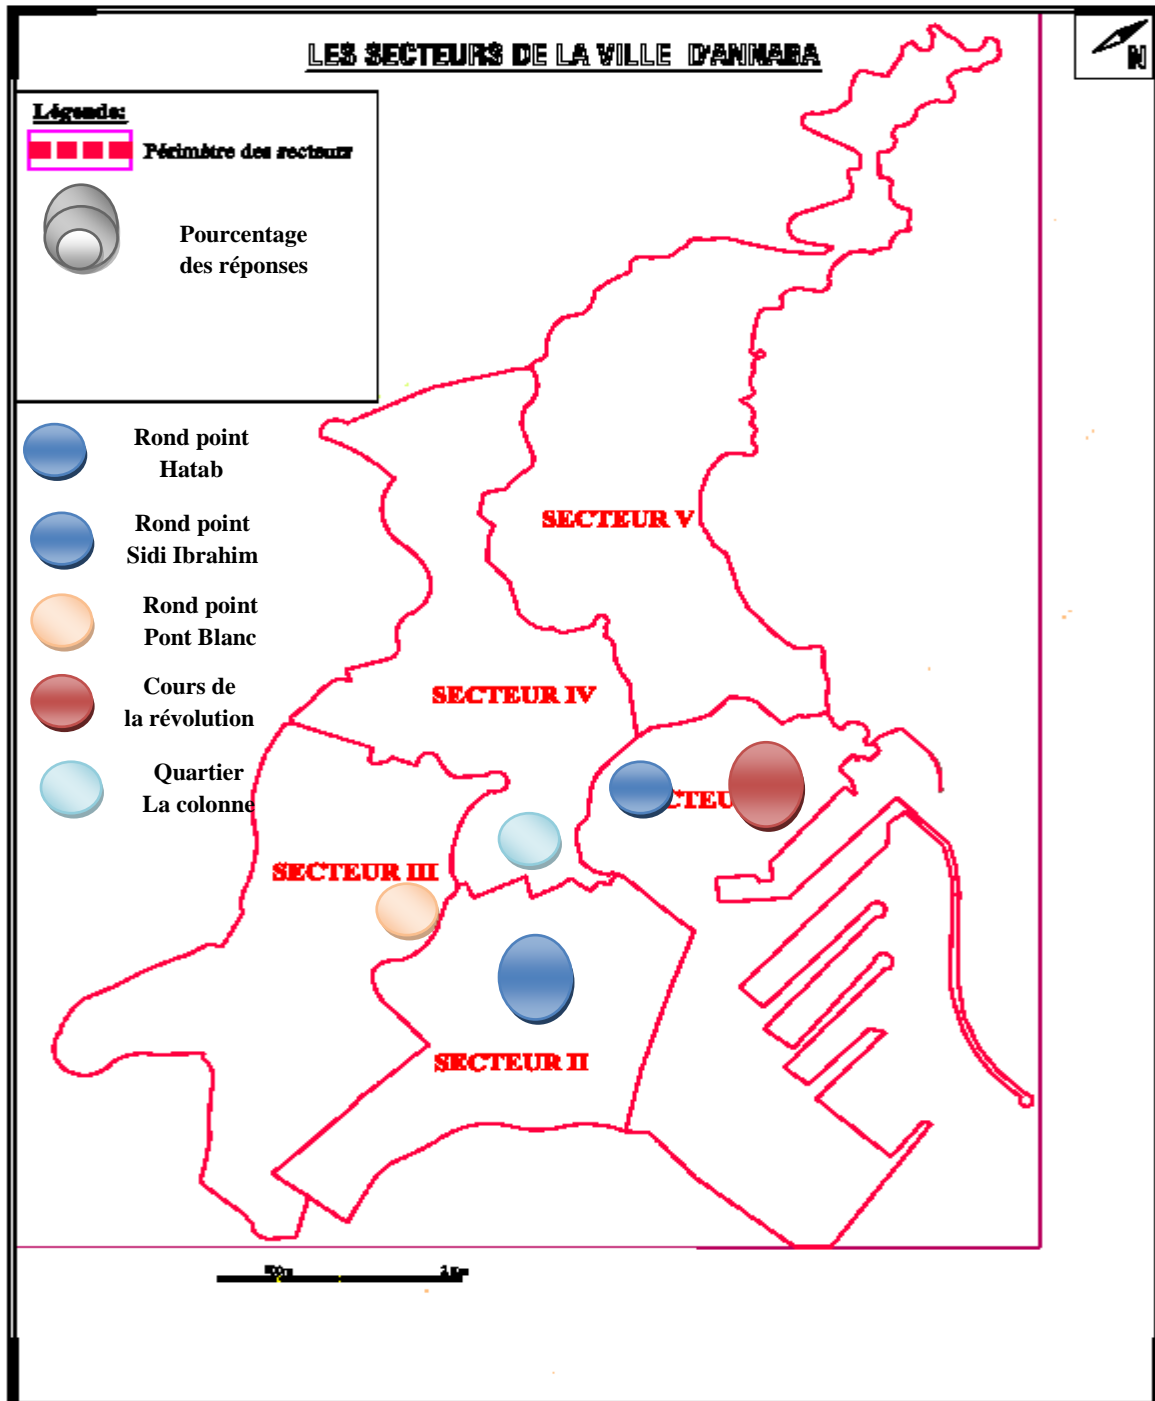 LES SECTEURS DE LA VILLE D'ANNABA
N
Légende:
Périmètre des secteurs
Pourcentage
des réponses
Rond point
Hatab
Rond point
Sidi Ibrahim
Rond point
Pont Blanc
Cours de
la révolution
Quartier
La colonne
SECTEUR V
SECTEUR IV
CTEU
SECTEUR III
SECTEUR II